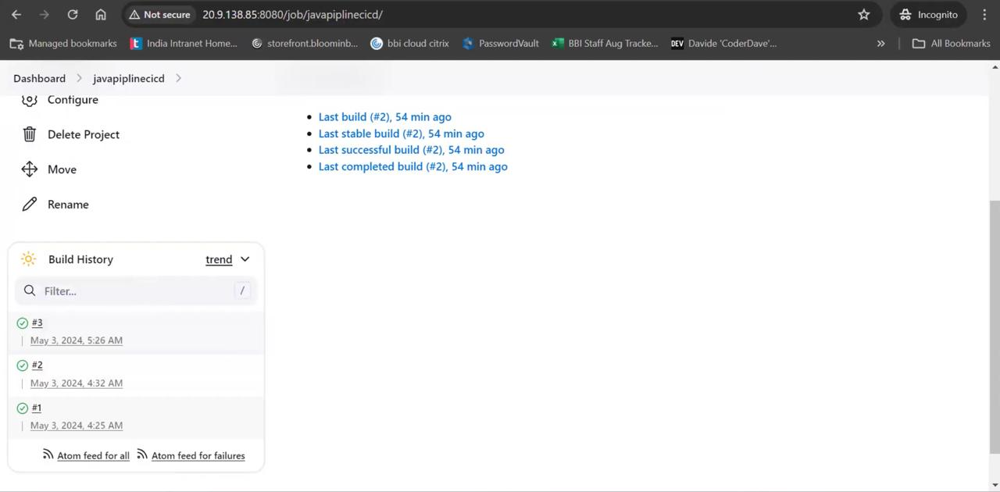 Not secure 20.9.138.85:8080/job/javapiplinecicd/ Incognito
Managed bookmarks India Intranet Home... storefront.bloominb... bbi cloud citrix PasswordVault BBI Staff Aug Tracke... DEV Davide 'CoderDave'... » All Bookmarks
Dashboard > javapiplinecicd >
Configure
Delete Project
Move
Rename
Last build (#2), 54 min ago
Last stable build (#2), 54 min ago
Last successful build (#2), 54 min ago
Last completed build (#2), 54 min ago
Build History trend
Filter... /
#3
May 3, 2024, 5:26 AM
#2
May 3, 2024, 4:32 AM
#1
May 3, 2024, 4:25 AM
Atom feed for all Atom feed for failures